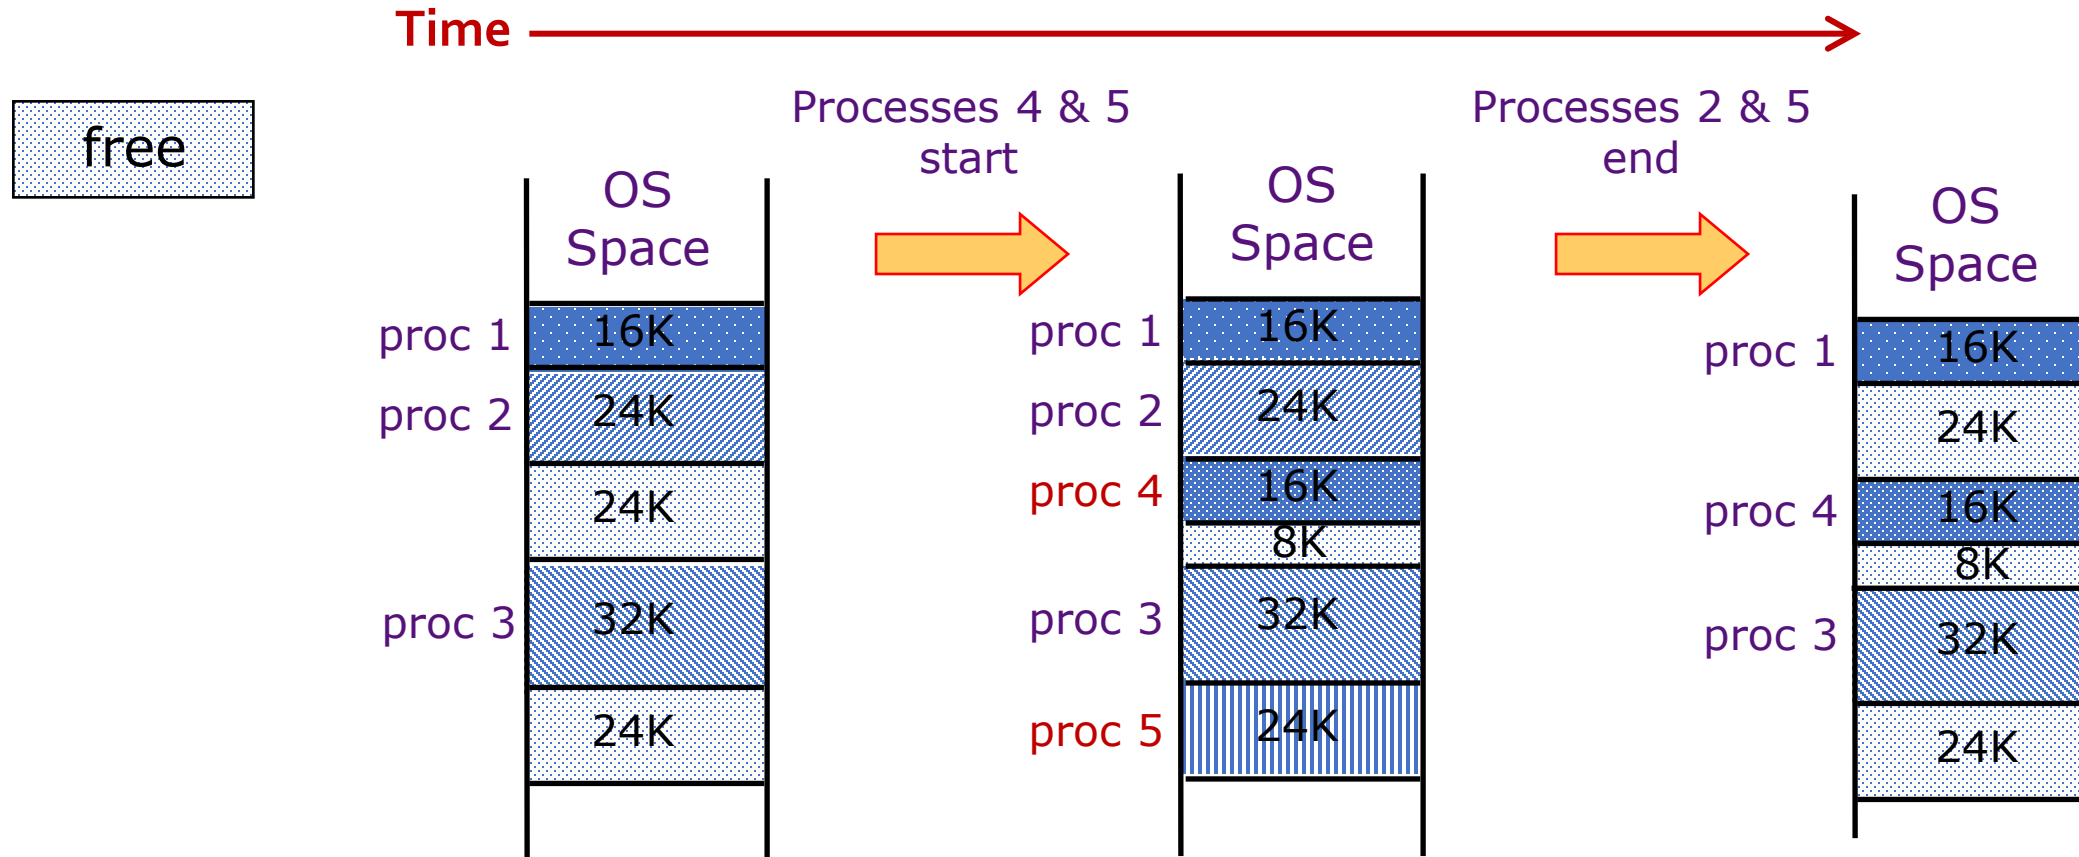 Time
free
Processes 4 & 5
start
Processes 2 & 5
end
OS
Space
proc 1
16K
proc 2
24K
24K
proc 3
32K
24K
OS
Space
proc 1
16K
proc 2
24K
proc 4
16K
8K
proc 3
32K
proc 5
24K
OS
Space
proc 1
16K
24K
proc 4
16K
8K
proc 3
32K
24K